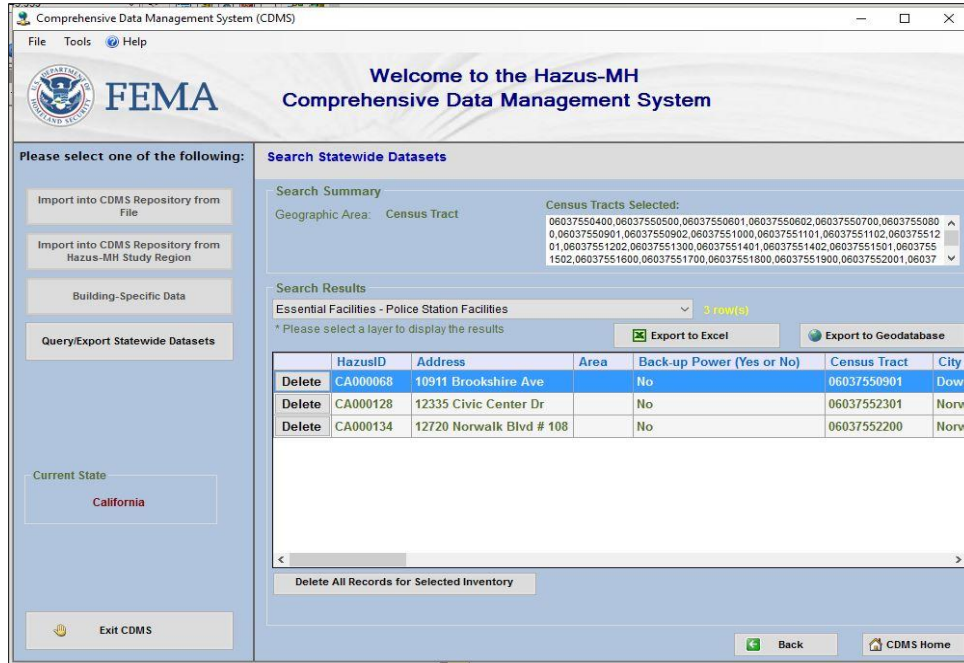 Comprehensive Data Management System (CDMS)
File Tools Help
FEMA
Welcome to the Hazus-MH
Comprehensive Data Management System
Please select one of the following:
Search Statewide Datasets
Import into CDMS Repository from
File
Import into CDMS Repository from
Hazus-MH Study Region
Building-Specific Data
Query/Export Statewide Datasets
Current State
California
Exit CDMS
Search Summary
Geographic Area: Census Tract
Census Tracts Selected:
06037550400,06037550500,06037550601,06037550602,06037550700,0603755080
0,06037550901,06037550902,06037551000,06037551101,06037551102,060375512
01,06037551202,06037551300,06037551401,06037551402,06037551501,0603755
1502,06037551600,06037551700,06037551800,06037551900,06037552001,06037
Search Results
Essential Facilities - Police Station Facilities
3 row(s)
* Please select a layer to display the results
Export to Excel
Export to Geodatabase
HazusID Address Area Back-up Power (Yes or No) Census Tract City
Delete CA000068 10911 Brookshire Ave No 06037550901 Dow
Delete CA000128 12335 Civic Center Dr No 06037552301 Norw
Delete CA000134 12720 Norwalk Blvd # 108 No 06037552200 Norw
Delete All Records for Selected Inventory
Back
CDMS Home